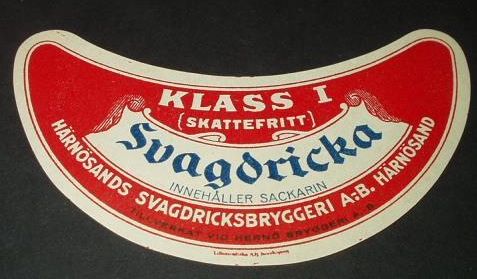 KLASS I
(SKATTEFRITT)
Svagdricka
INNEHÅLLER SACKARIN
HÄRNÖSANDS SVAGDRICKSBRYGGERI A.-B. HÄRNÖSAND
TILLVERKAT VID HERNÖ BRYGGERI A.-B.